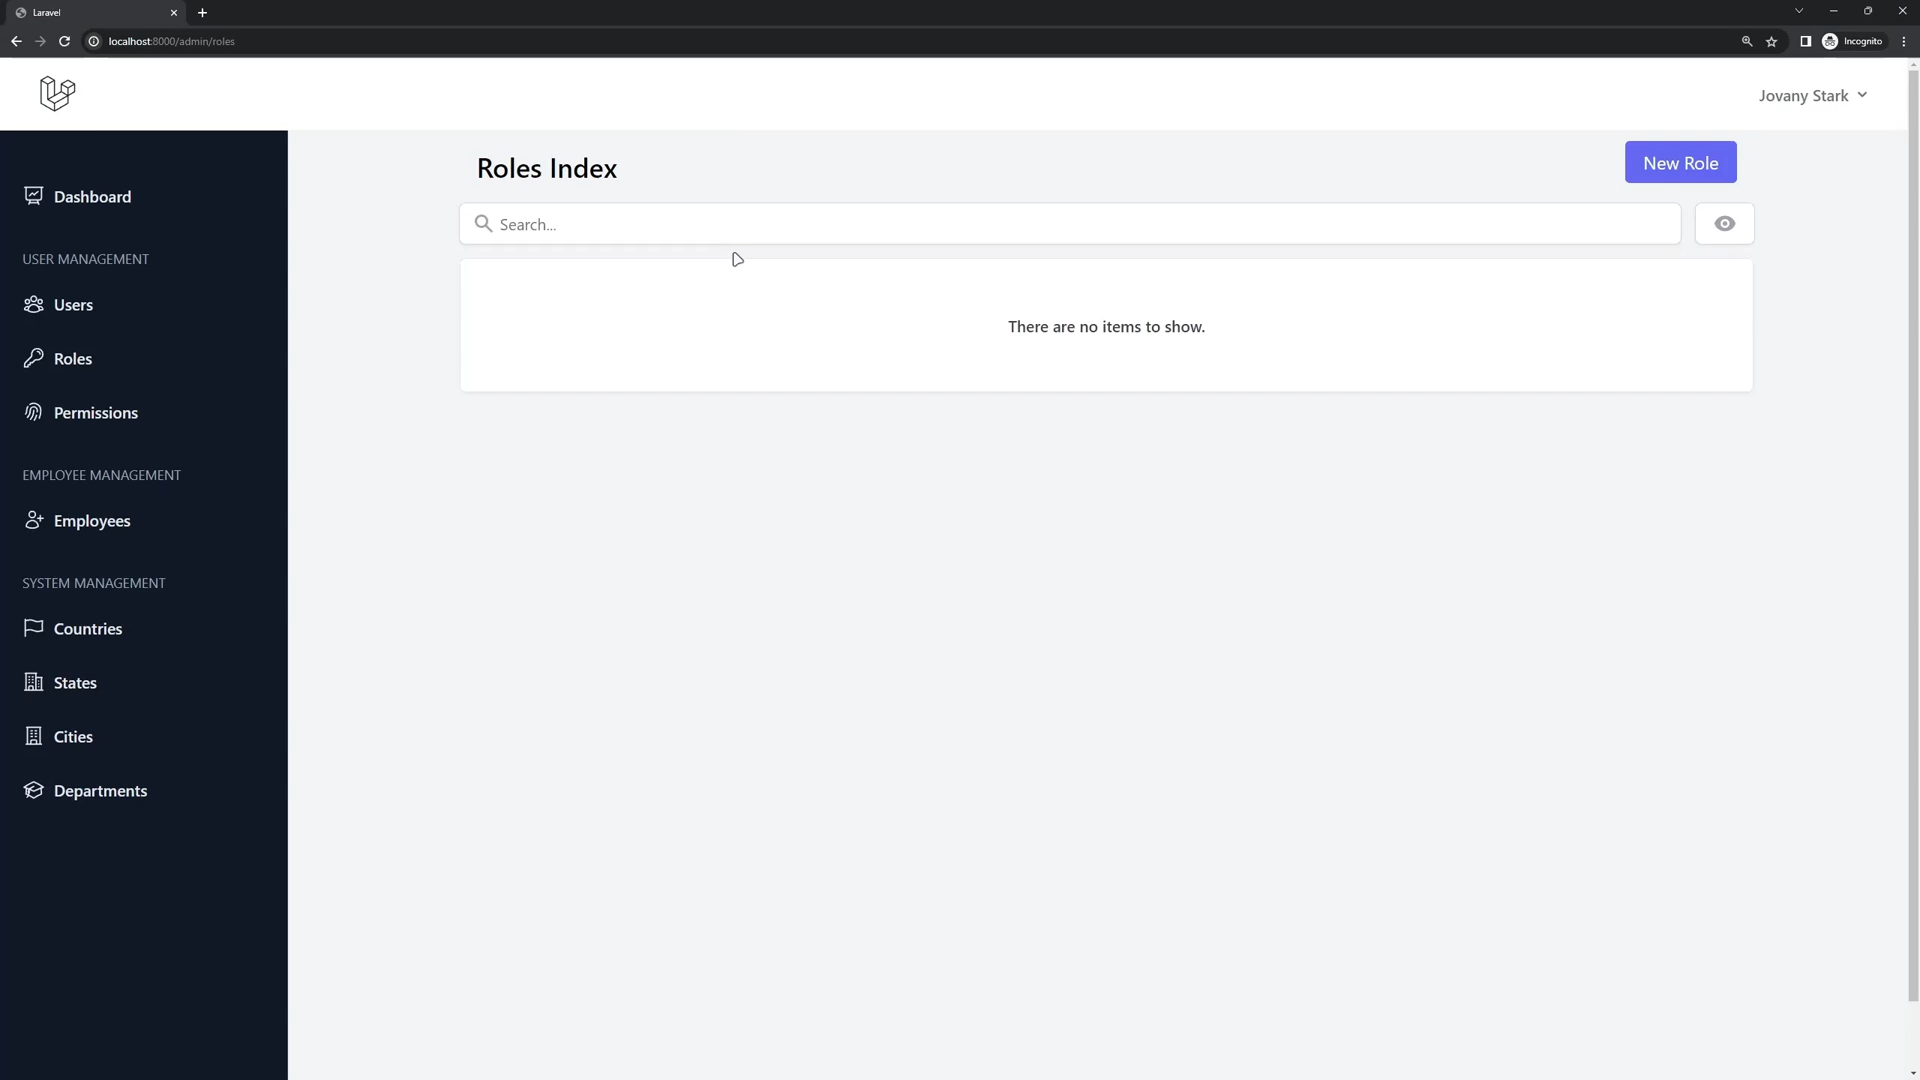 Laravel
localhost:8000/admin/roles
Incognito
Jovany Stark
Roles Index
New Role
Search...
There are no items to show.
Dashboard
USER MANAGEMENT
Users
Roles
Permissions
EMPLOYEE MANAGEMENT
Employees
SYSTEM MANAGEMENT
Countries
States
Cities
Departments